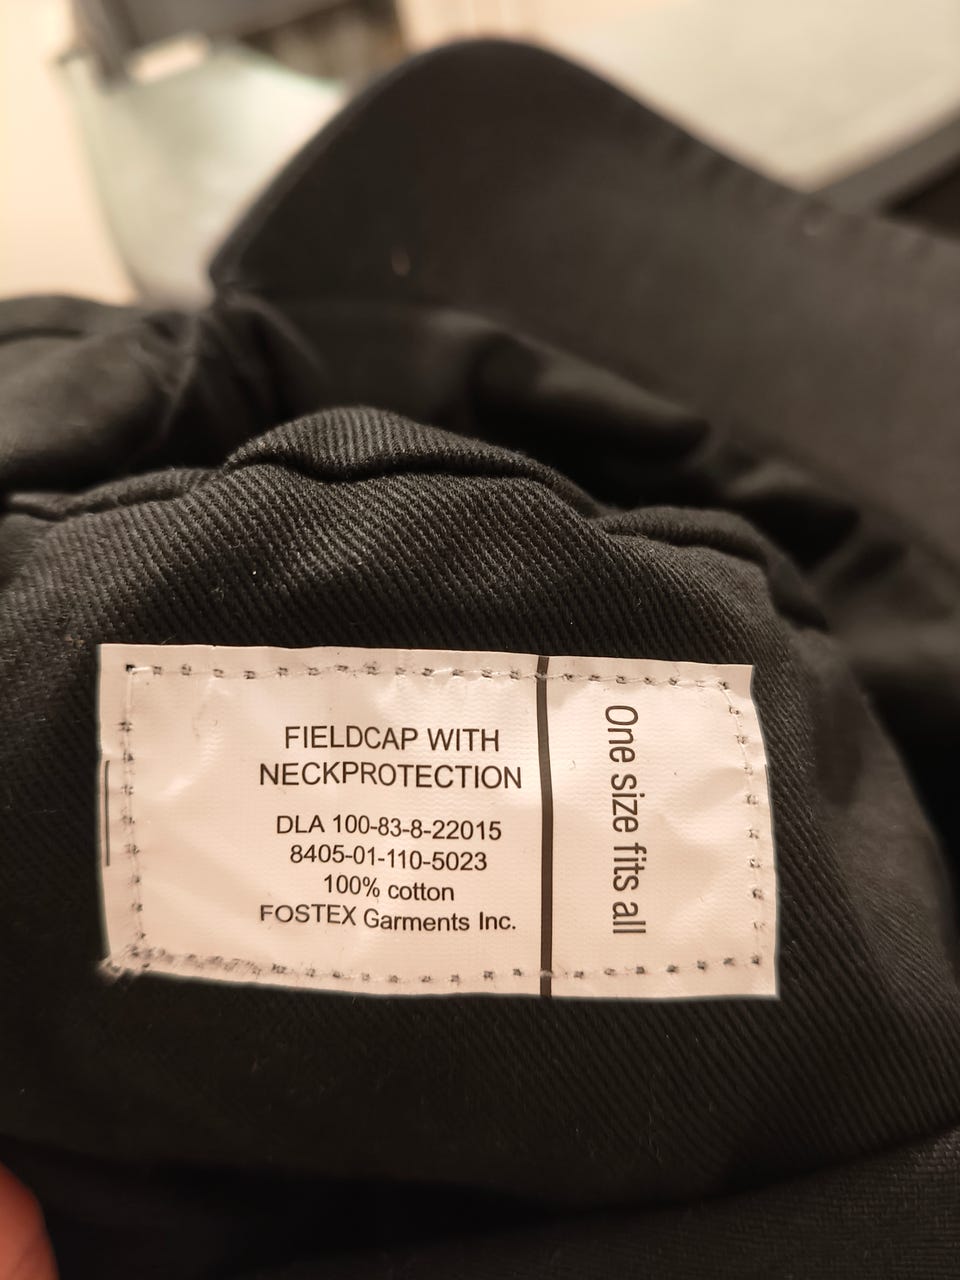 FIELDCAP WITH
NECKPROTECTION
DLA 100-83-8-22015
8405-01-110-5023
100% cotton
FOSTEX Garments Inc.
One size fits all